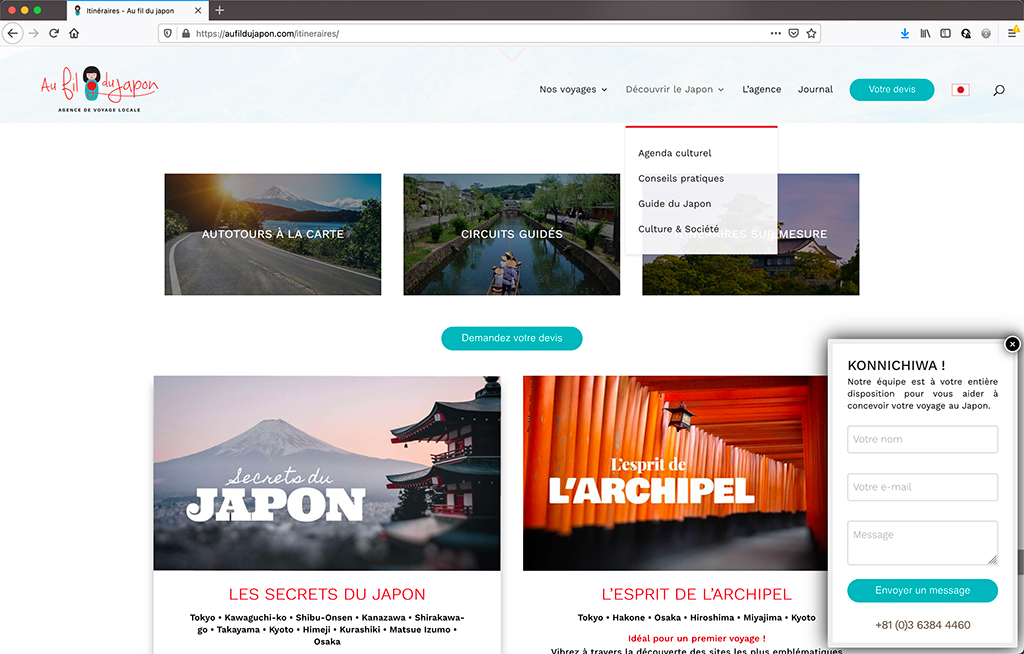 Itinéraires - Au fil du japon
https://aufildujapon.com/itineraires/
Au fil du Japon
AGENCE DE VOYAGE LOCALE
Nos voyages
Découvrir le Japon
L'agence
Journal
Votre devis
Agenda culturel
Conseils pratiques
Guide du Japon
Culture & Société
AUTOTOURS À LA CARTE
CIRCUITS GUIDÉS
SUR MESURE
Demandez votre devis
Secrets du
JAPON
L'esprit de
L'ARCHIPEL
LES SECRETS DU JAPON
Tokyo • Kawaguchi-ko • Shibu-Onsen • Kanazawa • Shirakawa-
go • Takayama • Kyoto • Himeji • Kurashiki • Matsue Izumo •
Osaka
L'ESPRIT DE L'ARCHIPEL
Tokyo • Hakone • Osaka • Hiroshima • Miyajima • Kyoto
Idéal pour un premier voyage !
Vibrez à travers la découverte des sites les plus emblématiques
KONNICHIWA !
Notre équipe est à votre entière
disposition pour vous aider à
concevoir votre voyage au Japon.
Votre nom
Votre e-mail
Message
Envoyer un message
+81 (0)3 6384 4460